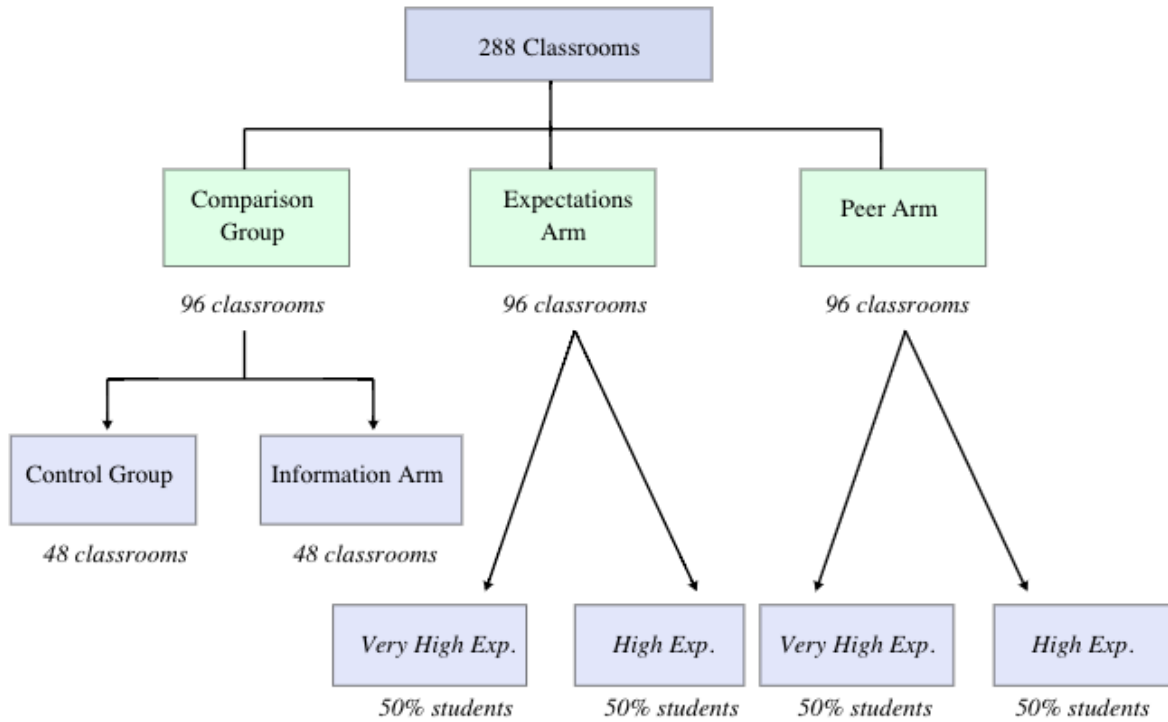 288 Classrooms
Comparison
Group
Expectations
Arm
Peer Arm
96 classrooms
96 classrooms
96 classrooms
Control Group
Information Arm
48 classrooms
48 classrooms
Very High Exp.
High Exp.
Very High Exp.
High Exp.
50% students
50% students
50% students
50% students